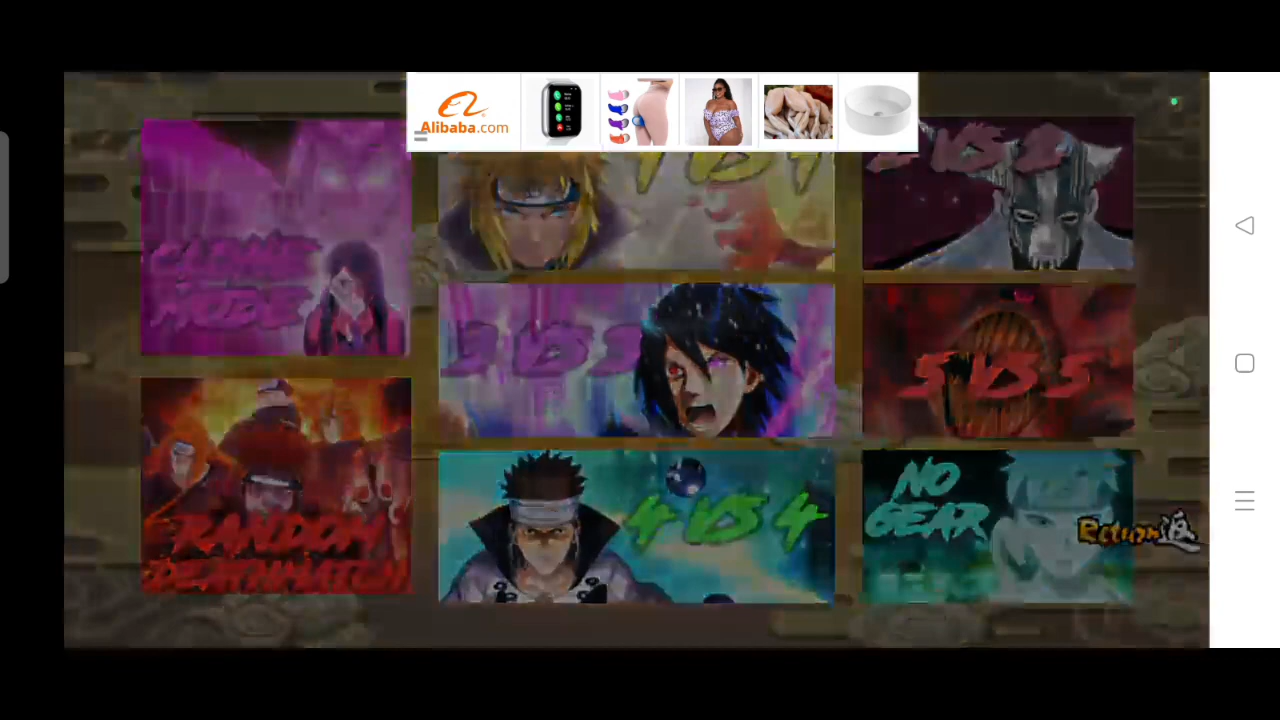 Alibaba.com
1 VS 1
2 VS 2
CLONE
MODE
3 VS 3
5 VS 5
RANDOM
DEATHMATCH
4 VS 4
NO
GEAR
Return